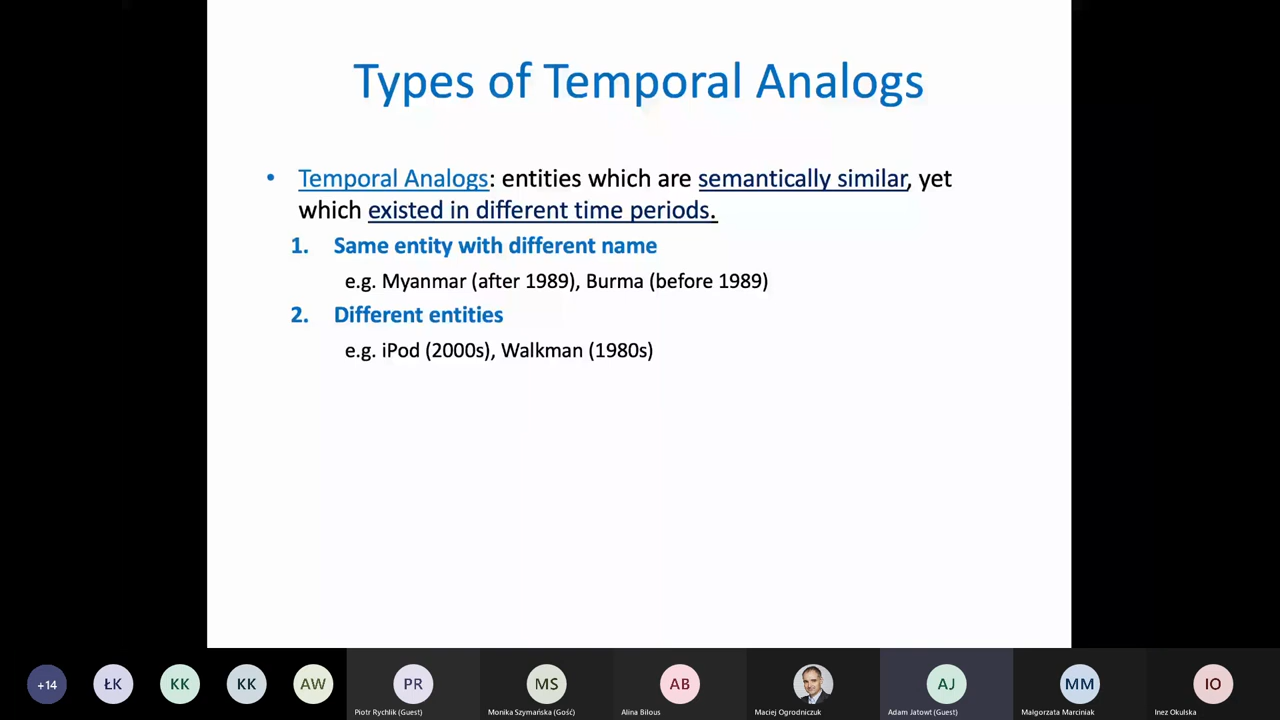 Types of Temporal Analogs
• Temporal Analogs: entities which are semantically similar, yet
which existed in different time periods.
1. Same entity with different name
e.g. Myanmar (after 1989), Burma (before 1989)
2. Different entities
e.g. iPod (2000s), Walkman (1980s)
+14
ŁK
KK
KK
AW
PR
MS
AB
AJ
MM
IO
Piotr Rychlik (Guest)
Monika Szymańska (Gość)
Alina Bilous
Maciej Ogrodniczuk
Adam Jatowt (Guest)
Małgorzata Marciniak
Inez Okulska